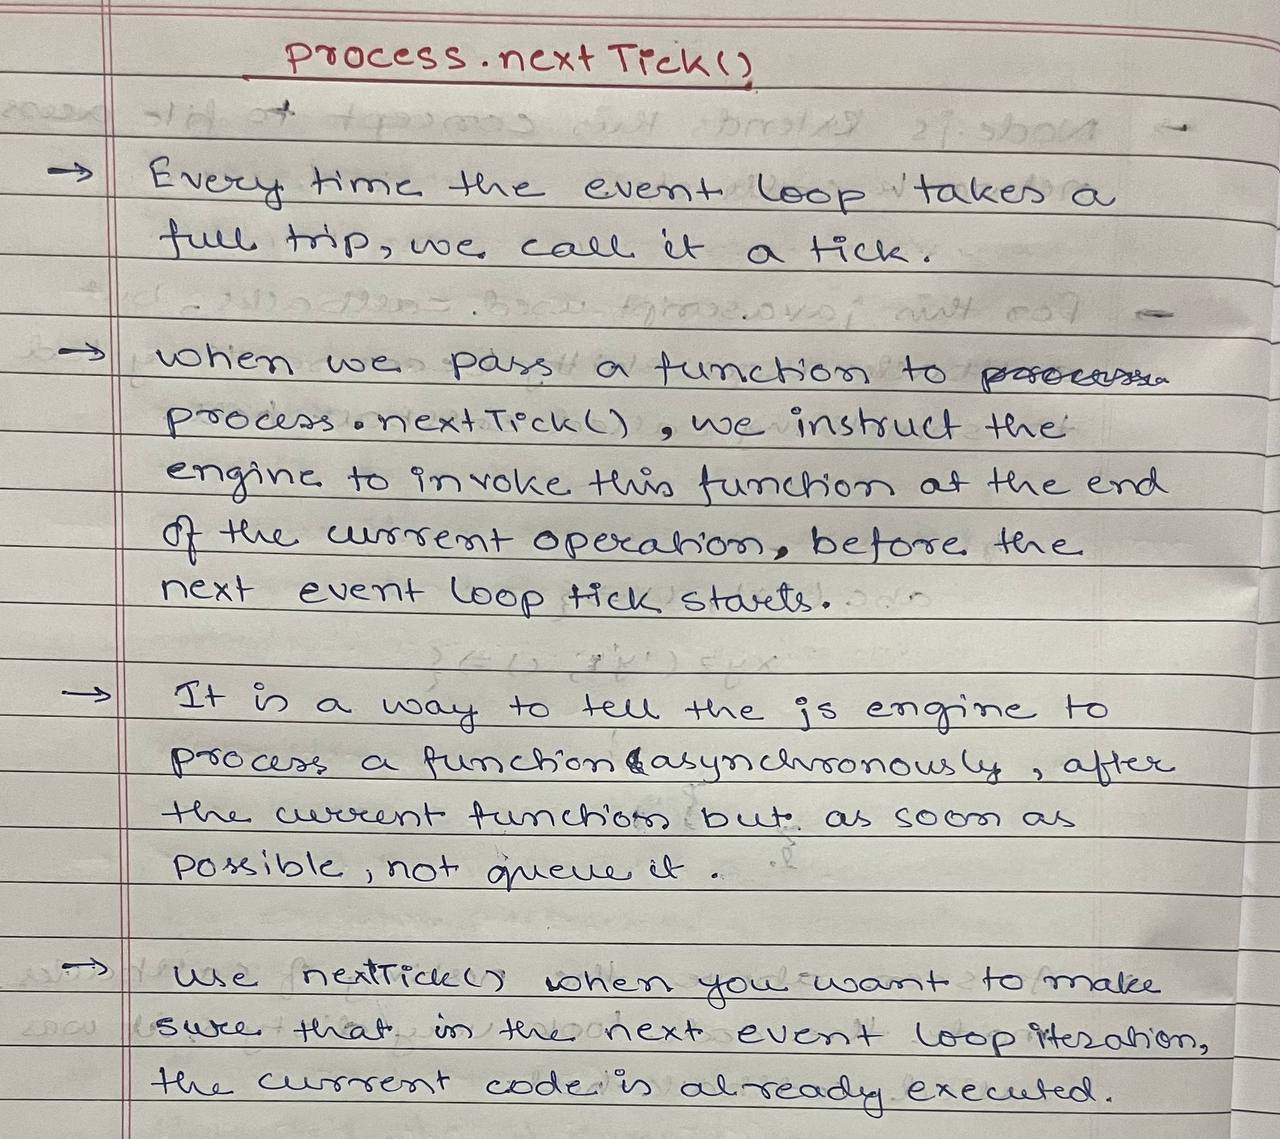 process.nextTick()
→ Every time the event loop takes a
full trip, we call it a tick.
→ when we pass a function to
process.nextTick(), we instruct the
engine to invoke this function at the end
of the current operation, before the
next event loop tick starts.
→ It is a way to tell the js engine to
process a function asynchronously, after
the current function but as soon as
possible, not queue it.
→ use nextTick() when you want to make
sure that in the next event loop iteration,
the current code is already executed.